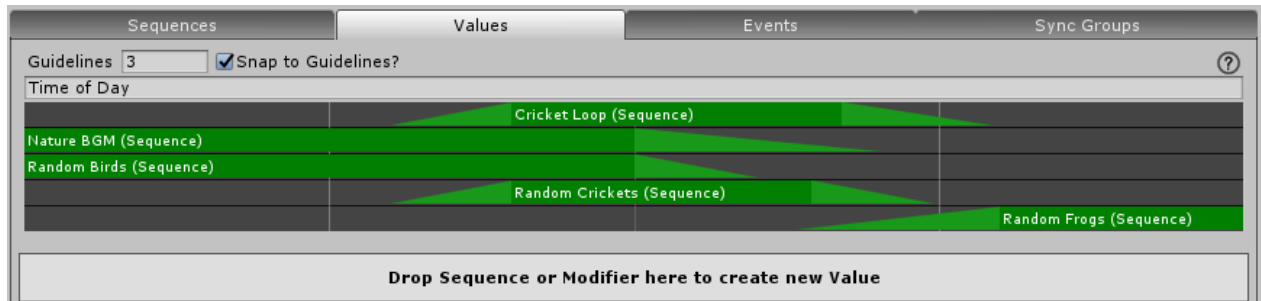 Sequences Values Events Sync Groups
Guidelines 3 Snap to Guidelines? ?
Time of Day
Cricket Loop (Sequence)
Nature BGM (Sequence)
Random Birds (Sequence)
Random Crickets (Sequence)
Random Frogs (Sequence)
Drop Sequence or Modifier here to create new Value